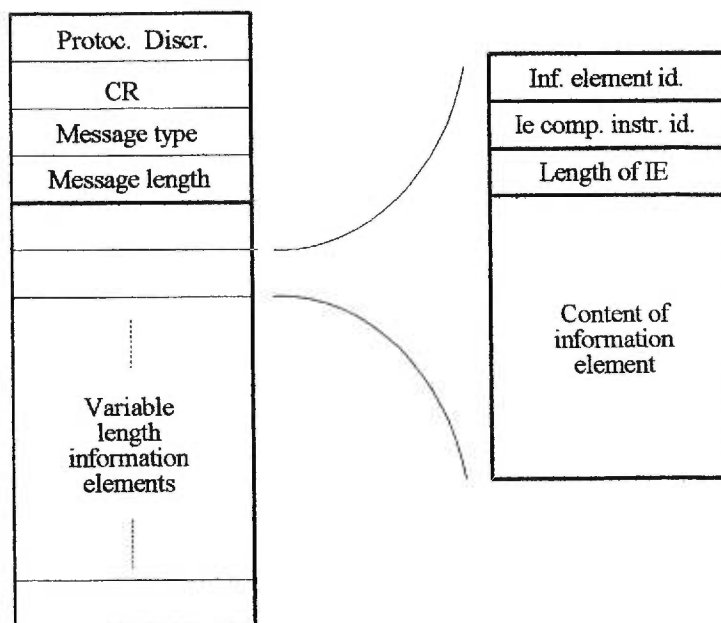 Protoc. Discr.
CR
Message type
Message length
Variable
length
information
elements
Inf. element id.
Ie comp. instr. id.
Length of IE
Content of
information
element